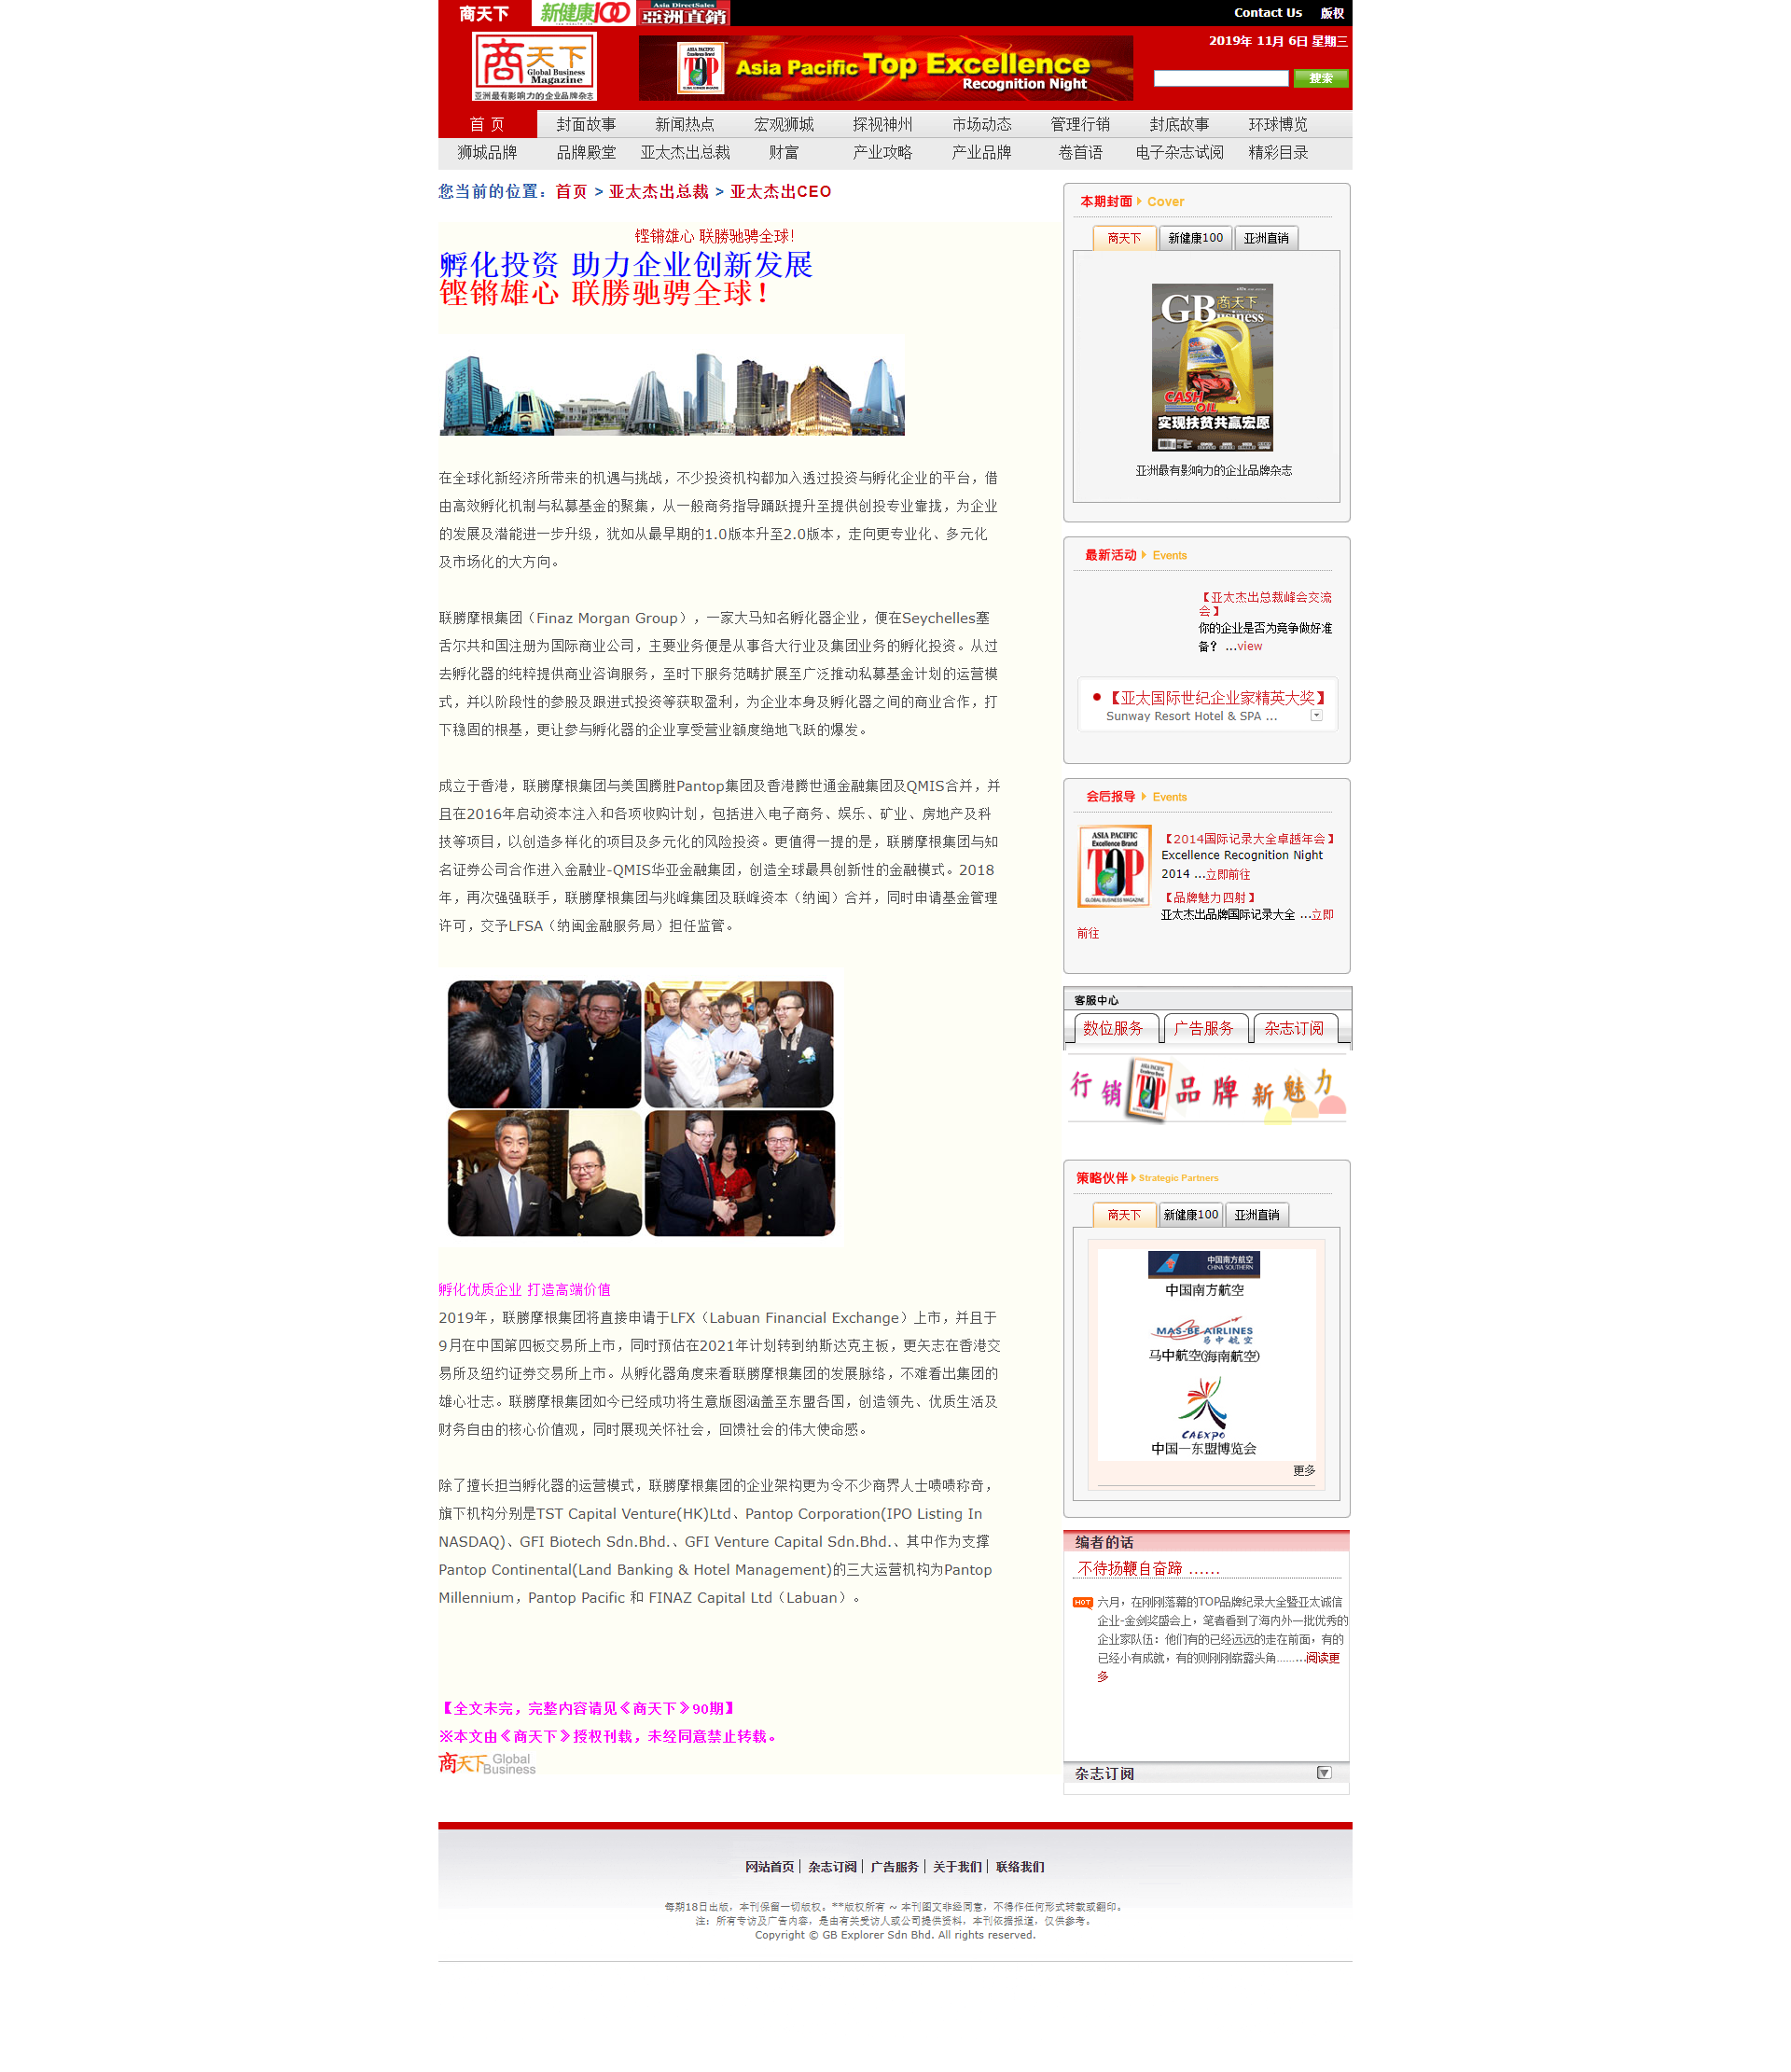 商天下
新健康100
Asia DirectSales
亞洲直銷
Contact Us
版权
商天下
Global Business
Magazine
亚洲最有影响力的企业品牌杂志
Asia Pacific Top Excellence
Recognition Night
2019年 11月 6日 星期三
搜索
首 页
封面故事
新闻热点
宏观狮城
探视神州
市场动态
管理行销
封底故事
环球博览
狮城品牌
品牌殿堂
亚太杰出总裁
财富
产业攻略
产业品牌
卷首语
电子杂志试阅
精彩目录
您当前的位置：首页 > 亚太杰出总裁 > 亚太杰出CEO
铿锵雄心 联勝驰骋全球!
孵化投资 助力企业创新发展
铿锵雄心 联勝驰骋全球!
在全球化新经济所带来的机遇与挑战，不少投资机构都加入透过投资与孵化企业的平台，借
由高效孵化机制与私募基金的聚集，从一般商务指导踊跃提升至提供创投专业靠拢，为企业
的发展及潜能进一步升级，犹如从最早期的1.0版本升至2.0版本，走向更专业化、多元化
及市场化的大方向。
联勝摩根集团（Finaz Morgan Group），一家大马知名孵化器企业，便在Seychelles塞
舌尔共和国注册为国际商业公司，主要业务便是从事各大行业及集团业务的孵化投资。从过
去孵化器的纯粹提供商业咨询服务，至时下服务范畴扩展至广泛推动私募基金计划的运营模
式，并以阶段性的参股及跟进式投资等获取盈利，为企业本身及孵化器之间的商业合作，打
下稳固的根基，更让参与孵化器的企业享受营业额度绝地飞跃的爆发。
成立于香港，联勝摩根集团与美国腾胜Pantop集团及香港腾世通金融集团及QMIS合并，并
且在2016年启动资本注入和各项收购计划，包括进入电子商务、娱乐、矿业、房地产及科
技等项目，以创造多样化的项目及多元化的风险投资。更值得一提的是，联勝摩根集团与知
名证券公司合作进入金融业-QMIS华亚金融集团，创造全球最具创新性的金融模式。2018
年，再次强强联手，联勝摩根集团与兆峰集团及联峰资本（纳闽）合并，同时申请基金管理
许可，交予LFSA（纳闽金融服务局）担任监管。
孵化优质企业 打造高端价值
2019年，联勝摩根集团将直接申请于LFX（Labuan Financial Exchange）上市，并且于
9月在中国第四板交易所上市，同时预估在2021年计划转到纳斯达克主板，更矢志在香港交
易所及纽约证券交易所上市。从孵化器角度来看联勝摩根集团的发展脉络，不难看出集团的
雄心壮志。联勝摩根集团如今已经成功将生意版图涵盖至东盟各国，创造领先、优质生活及
财务自由的核心价值观，同时展现关怀社会，回馈社会的伟大使命感。
除了擅长担当孵化器的运营模式，联勝摩根集团的企业架构更为令不少商界人士啧啧称奇，
旗下机构分别是TST Capital Venture(HK)Ltd、Pantop Corporation(IPO Listing In
NASDAQ)、GFI Biotech Sdn.Bhd.、GFI Venture Capital Sdn.Bhd.、其中作为支撑
Pantop Continental(Land Banking & Hotel Management)的三大运营机构为Pantop
Millennium，Pantop Pacific 和 FINAZ Capital Ltd（Labuan）。
【全文未完，完整内容请见《商天下》90期】
※本文由《商天下》授权刊载，未经同意禁止转载。
商天下 Global
Business
本期封面 Cover
商天下
新健康100
亚洲直销
GB商天下
usiness
CASH
OIL
实现扶贫共赢宏愿
亚洲最有影响力的企业品牌杂志
最新活动 Events
【亚太杰出总裁峰会交流
会】
你的企业是否为竞争做好准
备？ ...view
【亚太国际世纪企业家精英大奖】
Sunway Resort Hotel & SPA ...
会后报导 Events
ASIA PACIFIC
Excellence Brand
TOP
GLOBAL BUSINESS MAGAZINE
【2014国际记录大全卓越年会】
Excellence Recognition Night
2014 ...立即前往
【品牌魅力四射】
亚太杰出品牌国际记录大全 ...立即
前往
客服中心
数位服务
广告服务
杂志订阅
行销TOP品牌新魅力
策略伙伴 Strategic Partners
商天下
新健康100
亚洲直销
中国南方航空
CHINA SOUTHERN
中国南方航空
MAS-BE AIRLINES
马中航空
马中航空(海南航空)
CAEXPO
中国—东盟博览会
更多
编者的话
不待扬鞭自奋蹄 ……
HOT
六月，在刚刚落幕的TOP品牌纪录大全暨亚太诚信
企业-金剑奖盛会上，笔者看到了海内外一批优秀的
企业家队伍：他们有的已经远远的走在前面，有的
已经小有成就，有的则刚刚崭露头角......…阅读更
多
杂志订阅
网站首页│ 杂志订阅│ 广告服务│ 关于我们│ 联络我们
每期18日出版，本刊保留一切版权。**版权所有 ~ 本刊图文非经同意，不得作任何形式转载或翻印。
注：所有专访及广告内容，是由有关受访人或公司提供资料，本刊依据报道，仅供参考。
Copyright © GB Explorer Sdn Bhd. All rights reserved.